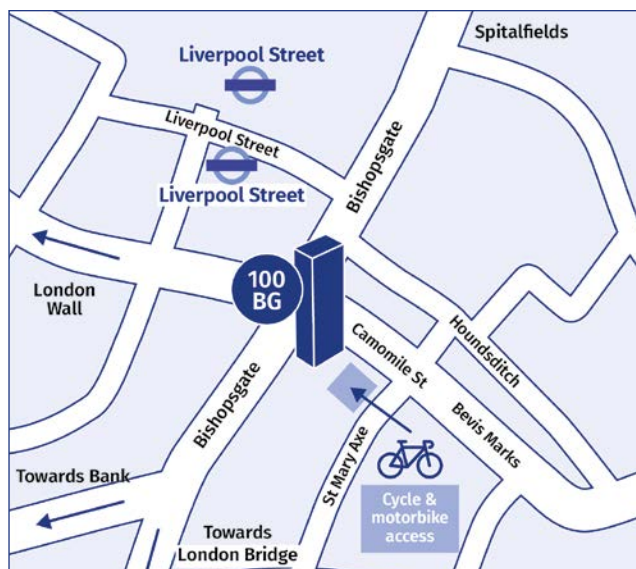 Spitalfields
Liverpool Street
Liverpool Street
Liverpool Street
Bishopsgate
100
BG
London
Wall
Camomile St
Houndsditch
Bevis Marks
Bishopsgate
St Mary Axe
Towards Bank
Cycle &
motorbike
access
Towards
London Bridge